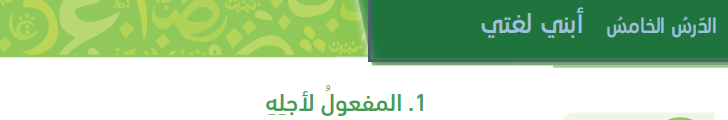 الدّرسُ الخامسُ أبني لغتي
1. المفعولُ لأجلِهِ